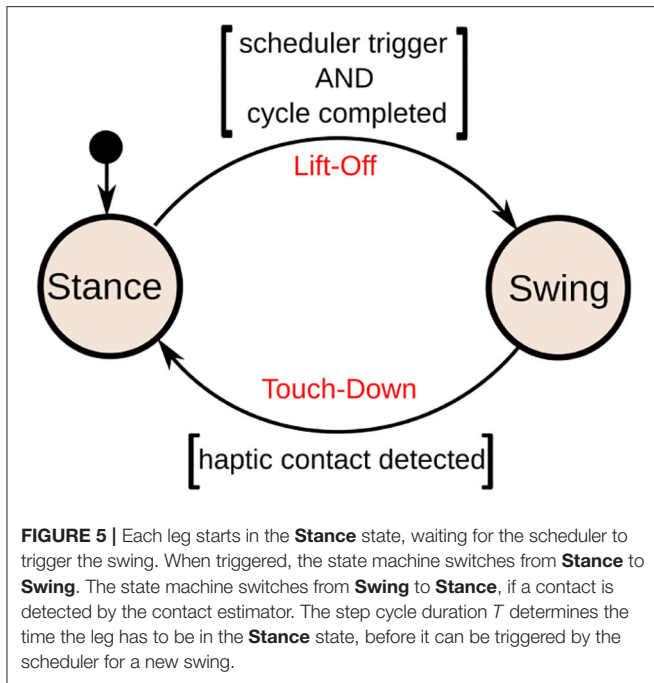 scheduler trigger
AND
cycle completed
Lift-Off
Stance
Swing
Touch-Down
haptic contact detected
FIGURE 5 | Each leg starts in the Stance state, waiting for the scheduler to
trigger the swing. When triggered, the state machine switches from Stance to
Swing. The state machine switches from Swing to Stance, if a contact is
detected by the contact estimator. The step cycle duration T determines the
time the leg has to be in the Stance state, before it can be triggered by the
scheduler for a new swing.